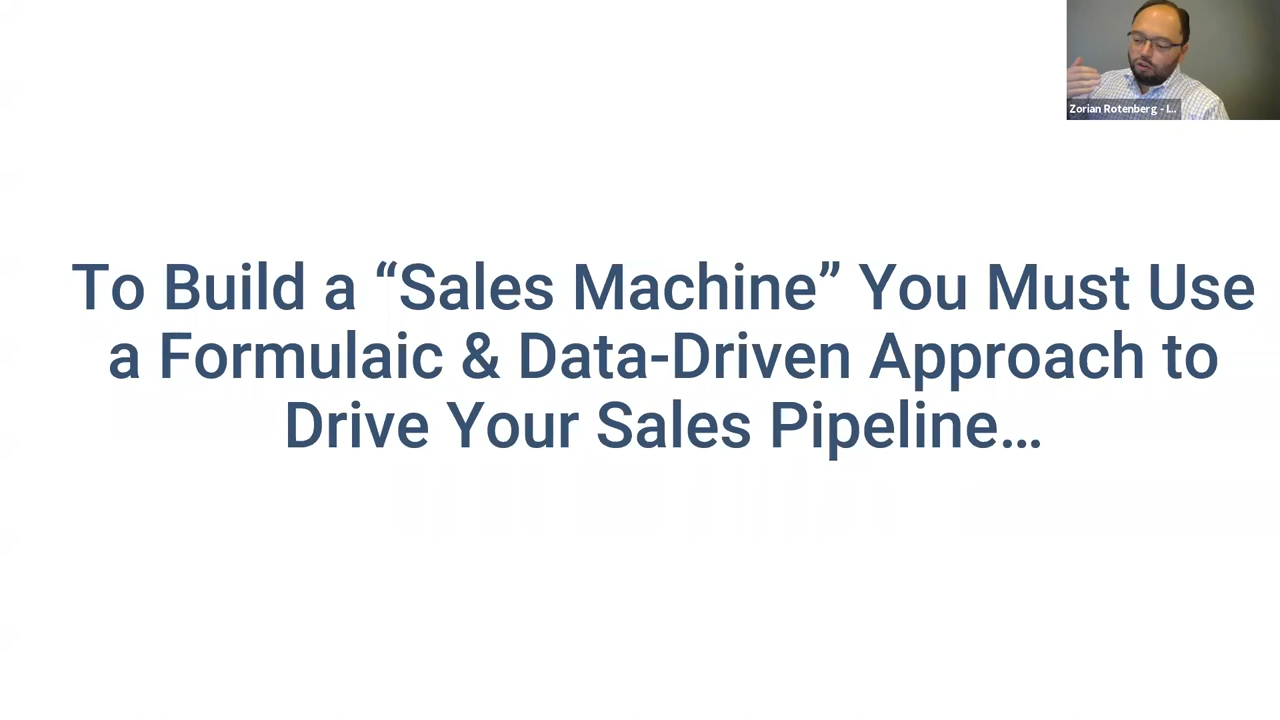 Zorian Rotenberg - I...
To Build a “Sales Machine” You Must Use
a Formulaic & Data-Driven Approach to
Drive Your Sales Pipeline…